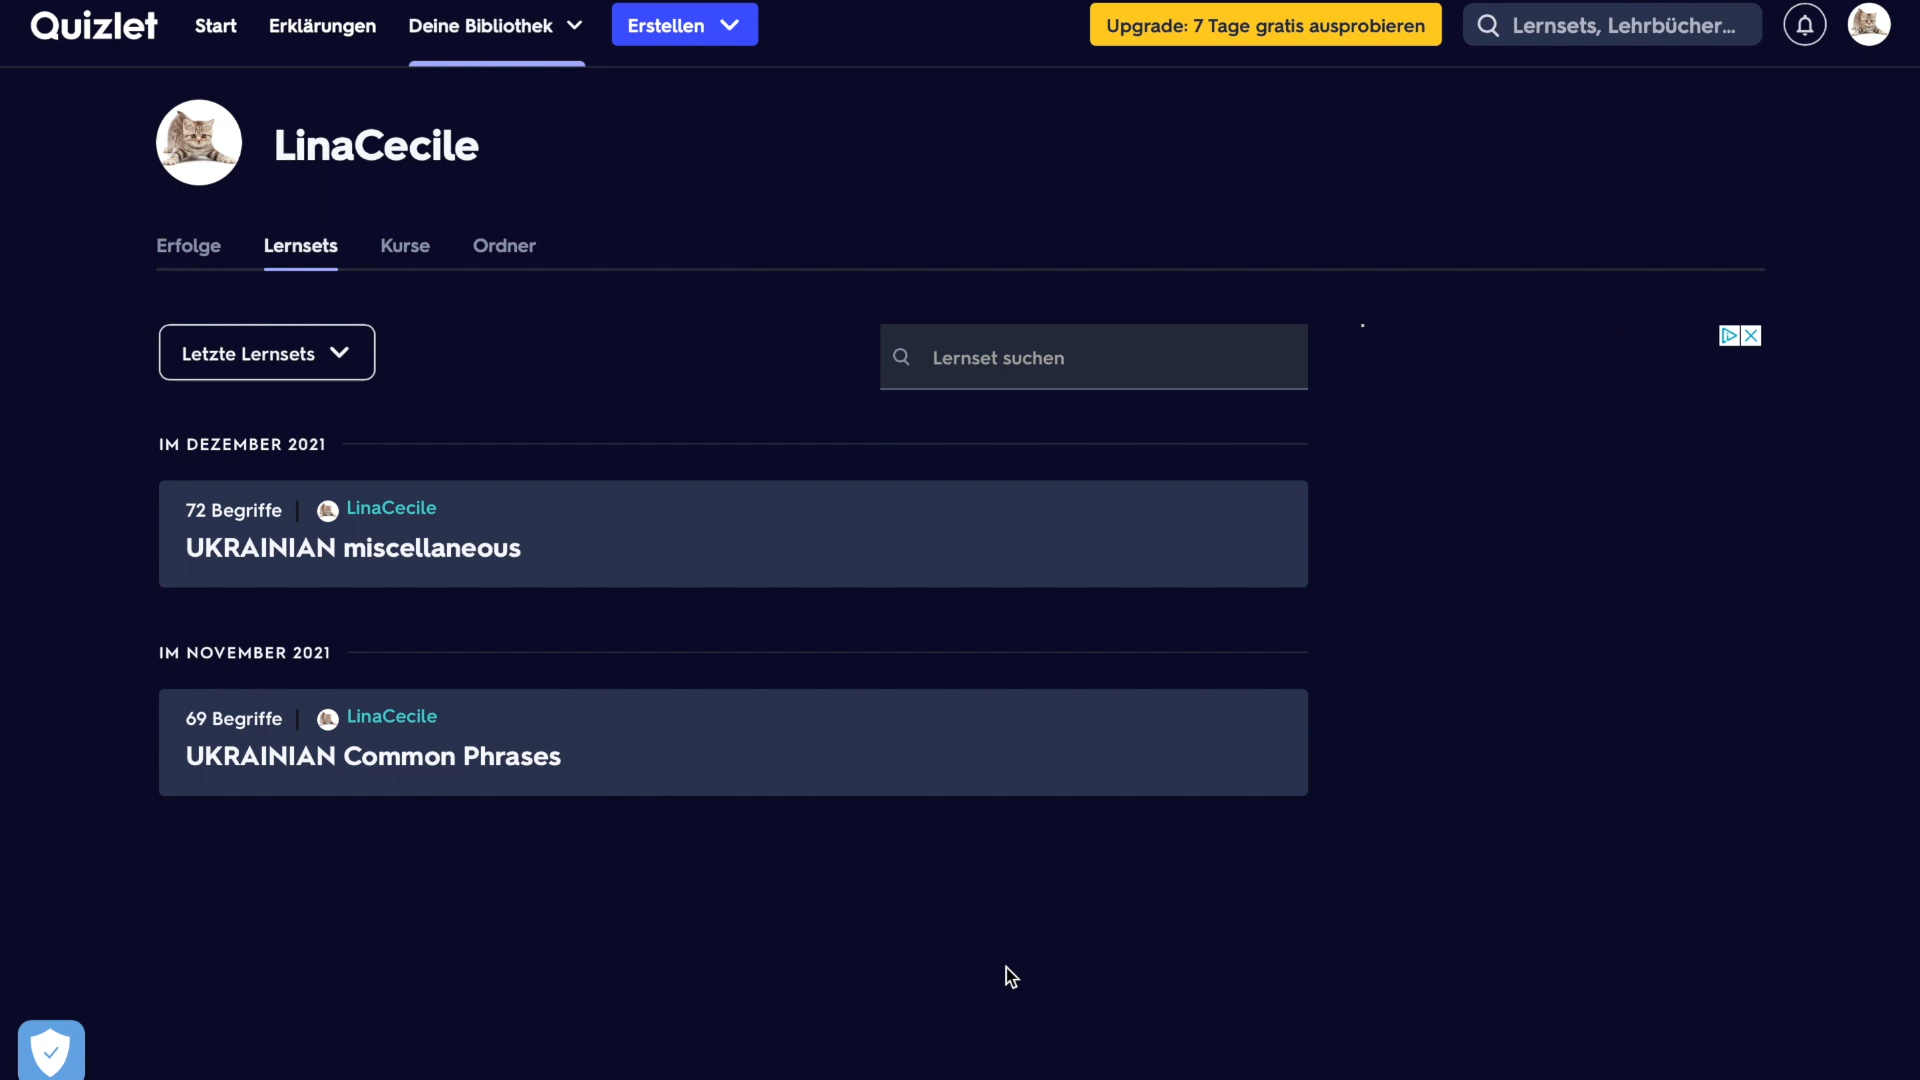 Quizlet
Start
Erklärungen
Deine Bibliothek
Erstellen
Upgrade: 7 Tage gratis ausprobieren
Lernsets, Lehrbücher...
LinaCecile
Erfolge
Lernsets
Kurse
Ordner
Letzte Lernsets
Lernset suchen
IM DEZEMBER 2021
72 Begriffe
LinaCecile
UKRAINIAN miscellaneous
IM NOVEMBER 2021
69 Begriffe
LinaCecile
UKRAINIAN Common Phrases